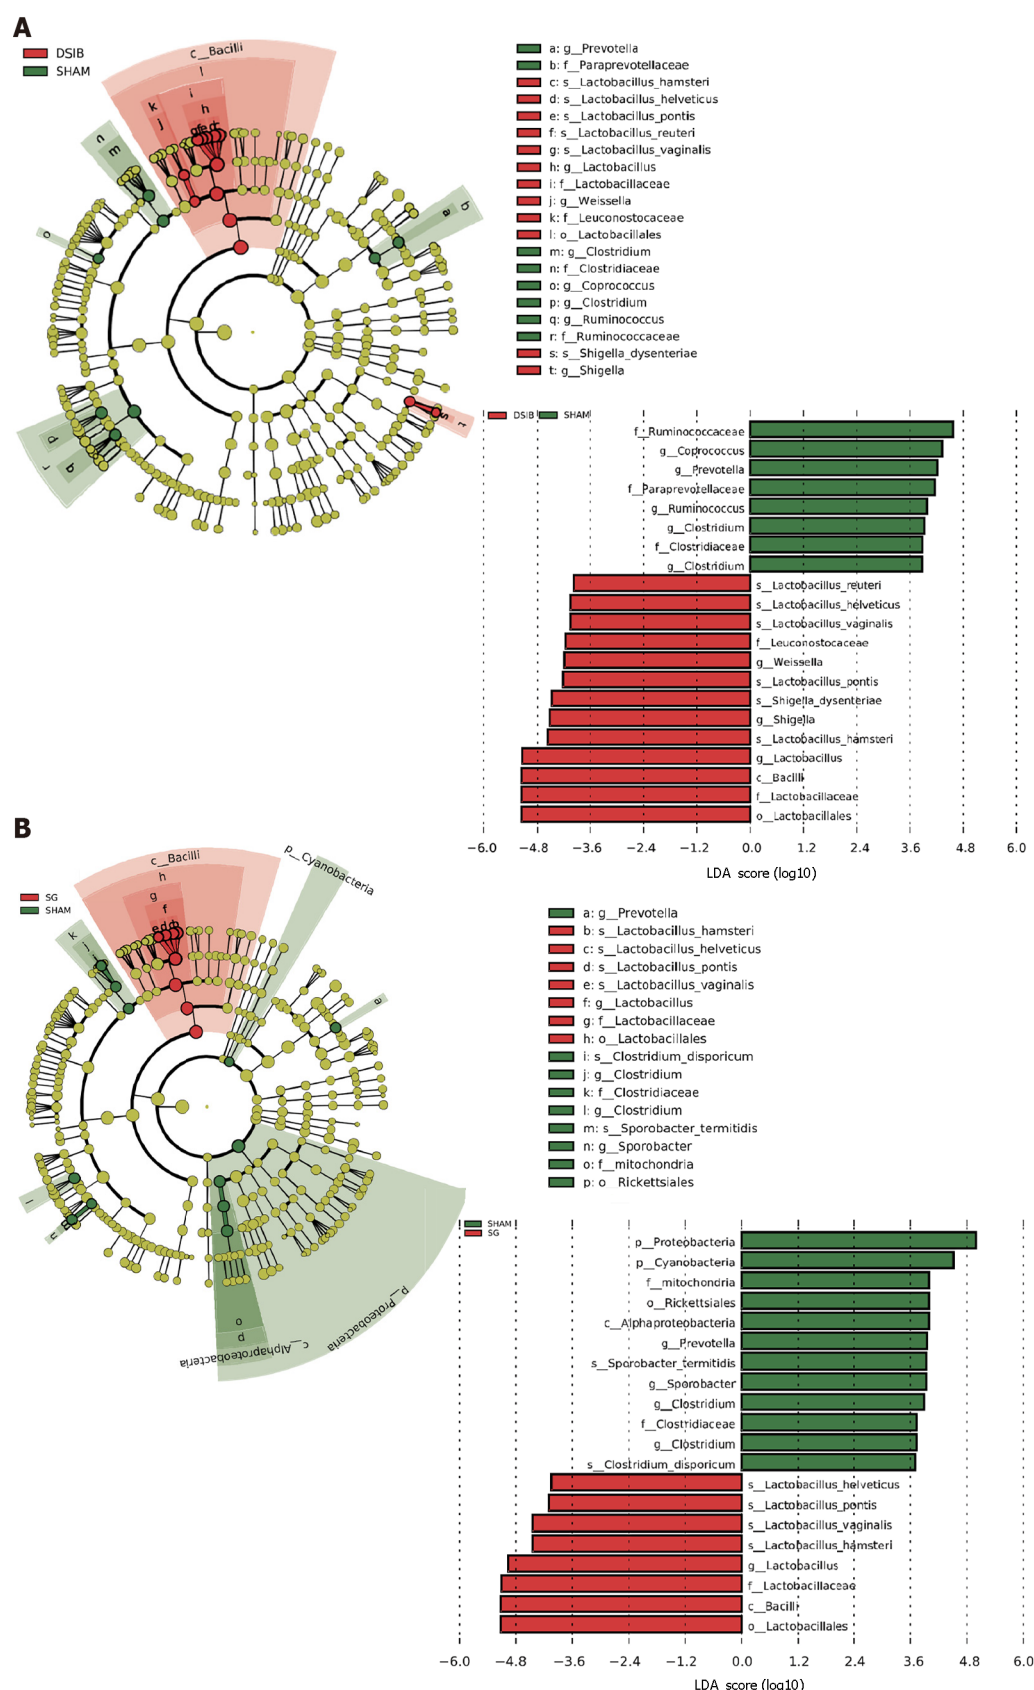 A
DSIB
SHAM
c__Bacilli
l
k
i
j
h
g f e d c
n
m
o
b
a
r
p
q
s
t
a: g__Prevotella
b: f__Paraprevotellaceae
c: s__Lactobacillus_hamsteri
d: s__Lactobacillus_helveticus
e: s__Lactobacillus_pontis
f: s__Lactobacillus_reuteri
g: s__Lactobacillus_vaginalis
h: g__Lactobacillus
i: f__Lactobacillaceae
j: g__Weissella
k: f__Leuconostocaceae
l: o__Lactobacillales
m: g__Clostridium
n: f__Clostridiaceae
o: g__Coprococcus
p: g__Clostridium
q: g__Ruminococcus
r: f__Ruminococcaceae
s: s__Shigella_dysenteriae
t: g__Shigella
DSIB SHAM
f__Ruminococcaceae
g__Coprococcus
g__Prevotella
f__Paraprevotellaceae
g__Ruminococcus
g__Clostridium
f__Clostridiaceae
g__Clostridium
s__Lactobacillus_reuteri
s__Lactobacillus_helveticus
s__Lactobacillus_vaginalis
f__Leuconostocaceae
g__Weissella
s__Lactobacillus_pontis
s__Shigella_dysenteriae
g__Shigella
s__Lactobacillus_hamsteri
g__Lactobacillus
c__Bacilli
f__Lactobacillaceae
o__Lactobacillales
−6.0 −4.8 −3.6 −2.4 −1.2 0.0 1.2 2.4 3.6 4.8 6.0
LDA score (log10)
B
SG
SHAM
c__Bacilli
p__Cyanobacteria
h
g
f
e d c b
k
j
i
a
l
n
o
p
c__Alphaproteobacteria
p__Proteobacteria
a: g__Prevotella
b: s__Lactobacillus_hamsteri
c: s__Lactobacillus_helveticus
d: s__Lactobacillus_pontis
e: s__Lactobacillus_vaginalis
f: g__Lactobacillus
g: f__Lactobacillaceae
h: o__Lactobacillales
i: s__Clostridium_disporicum
j: g__Clostridium
k: f__Clostridiaceae
l: g__Clostridium
m: s__Sporobacter_termitidis
n: g__Sporobacter
o: f__mitochondria
p: o__Rickettsiales
SHAM
SG
p__Proteobacteria
p__Cyanobacteria
f__mitochondria
o__Rickettsiales
c__Alphaproteobacteria
g__Prevotella
s__Sporobacter_termitidis
g__Sporobacter
g__Clostridium
f__Clostridiaceae
g__Clostridium
s__Clostridium_disporicum
s__Lactobacillus_helveticus
s__Lactobacillus_pontis
s__Lactobacillus_vaginalis
s__Lactobacillus_hamsteri
g__Lactobacillus
f__Lactobacillaceae
c__Bacilli
o__Lactobacillales
−6.0 −4.8 −3.6 −2.4 −1.2 0.0 1.2 2.4 3.6 4.8 6.0
LDA score (log10)